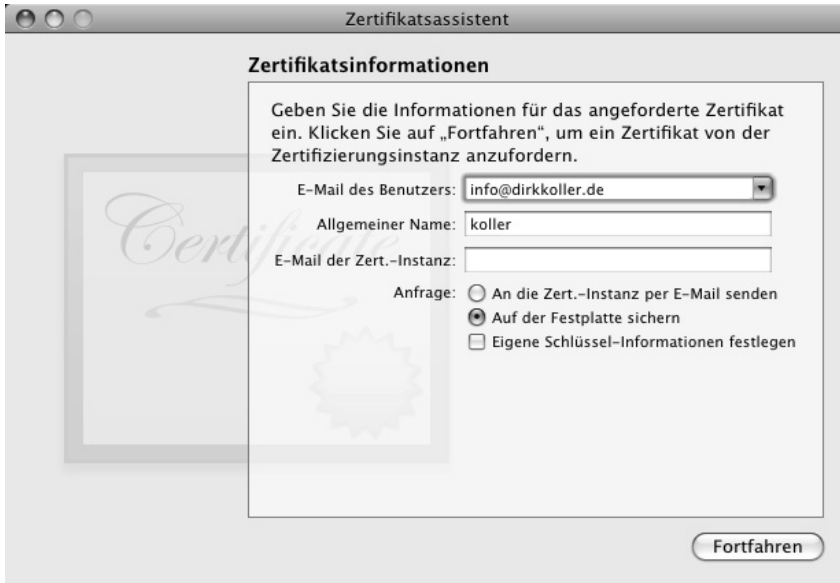 Zertifikatsassistent
Zertifikatsinformationen
Geben Sie die Informationen für das angeforderte Zertifikat
ein. Klicken Sie auf „Fortfahren“, um ein Zertifikat von der
Zertifizierungsinstanz anzufordern.
E-Mail des Benutzers: info@dirkkoller.de
Allgemeiner Name: koller
E-Mail der Zert.-Instanz:
Anfrage: An die Zert.-Instanz per E-Mail senden
Auf der Festplatte sichern
Eigene Schlüssel-Informationen festlegen
Certificate
Fortfahren